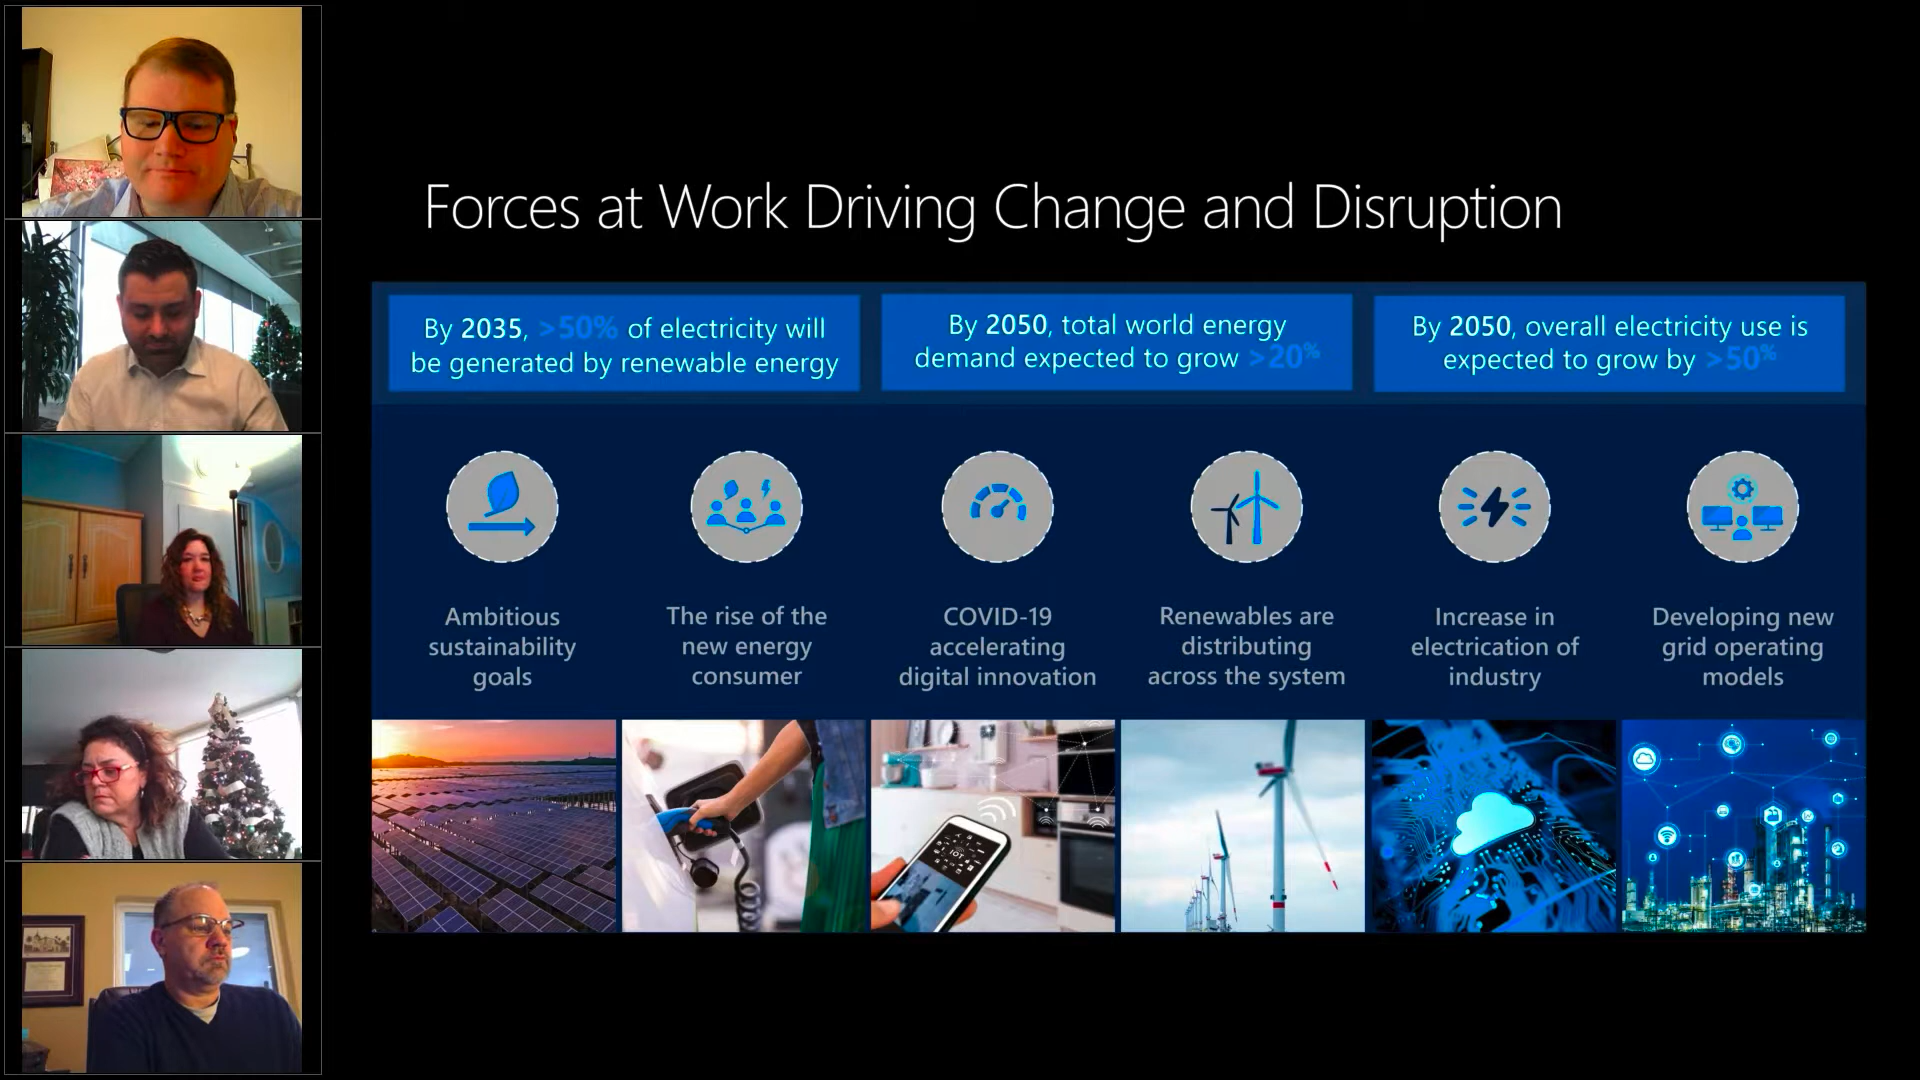 Forces at Work Driving Change and Disruption
By 2035, >50% of electricity will
be generated by renewable energy
By 2050, total world energy
demand expected to grow >20%
By 2050, overall electricity use is
expected to grow by >50%
Ambitious
sustainability
goals
The rise of the
new energy
consumer
COVID-19
accelerating
digital innovation
Renewables are
distributing
across the system
Increase in
electrication of
industry
Developing new
grid operating
models
IOT